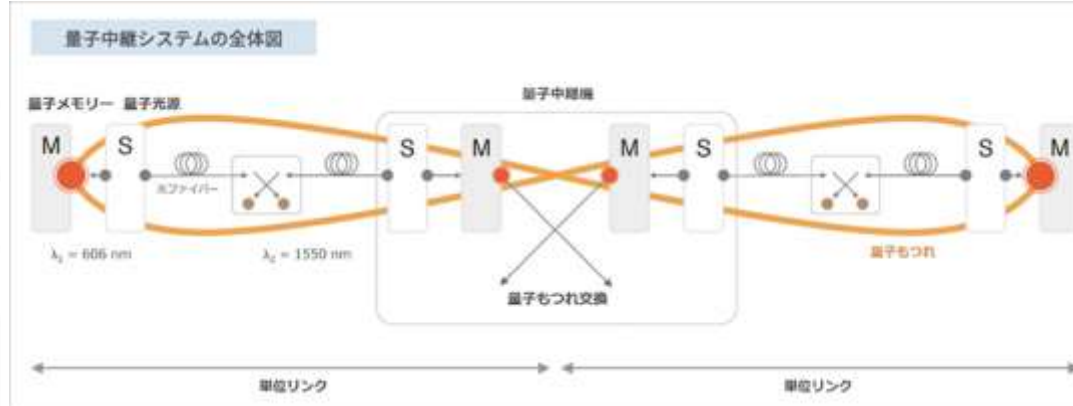 量子中継システムの全体図
量子中継機
量子メモリー 量子光源
M S S M M S S M
光ファイバー
λ₁ = 606 nm λ₂ = 1550 nm 量子もつれ
量子もつれ交換
単位リンク 単位リンク